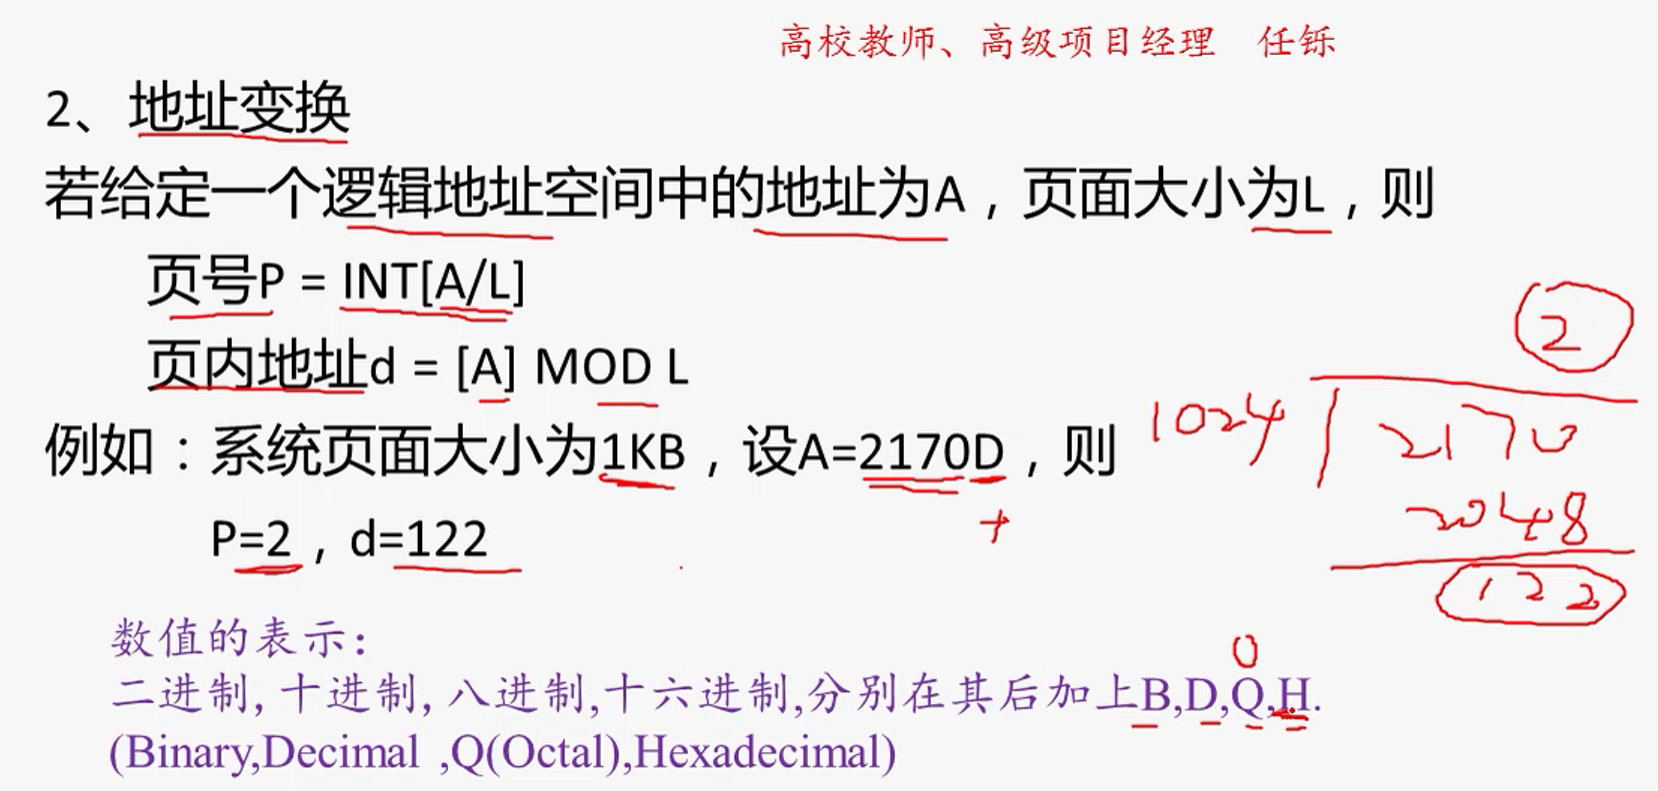 高校教师、高级项目经理 任铄
2、地址变换
若给定一个逻辑地址空间中的地址为A，页面大小为L，则
页号P = INT[A/L]
页内地址d = [A] MOD L
2
例如：系统页面大小为1KB，设A=2170D，则
1024 2170
+
2048
P=2，d=122
122
数值的表示：
0
二进制,十进制,八进制,十六进制,分别在其后加上B,D,Q,H.
(Binary,Decimal ,Q(Octal),Hexadecimal)